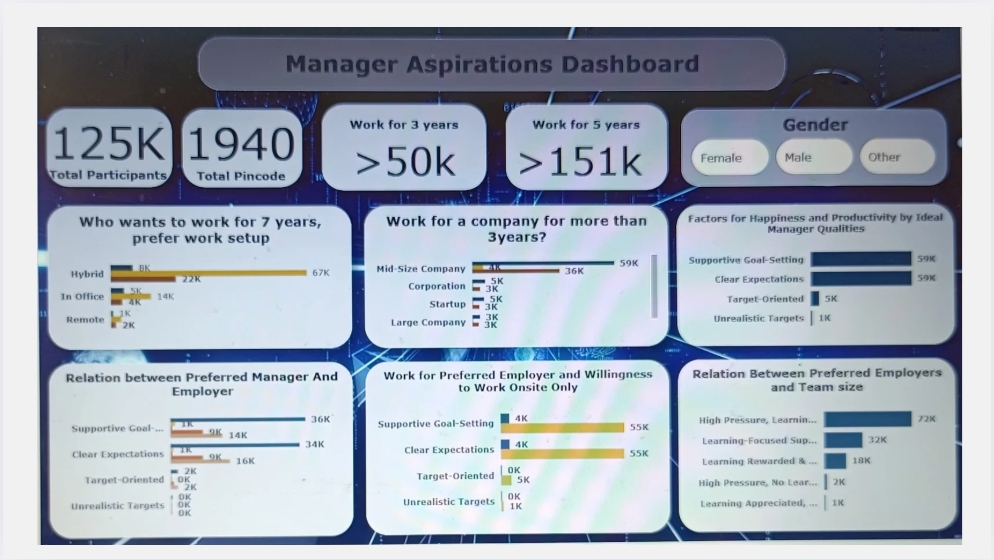 Manager Aspirations Dashboard
125K
Total Participants
1940
Total Pincode
Work for 3 years
>50k
Work for 5 years
>151k
Gender
Female
Male
Other
Who wants to work for 7 years,
prefer work setup
Hybrid
8K
67K
22K
In Office
5K
14K
4K
Remote
1K
2K
Work for a company for more than
3years?
Mid-Size Company
59K
4K
36K
Corporation
5K
3K
Startup
5K
3K
Large Company
3K
3K
Factors for Happiness and Productivity by Ideal
Manager Qualities
Supportive Goal-Setting
59K
Clear Expectations
59K
Target-Oriented
5K
Unrealistic Targets
1K
Relation between Preferred Manager And
Employer
Supportive Goal-...
36K
1K
9K
14K
Clear Expectations
34K
1K
9K
16K
Target-Oriented
2K
0K
2K
Unrealistic Targets
0K
0K
0K
Work for Preferred Employer and Willingness
to Work Onsite Only
Supportive Goal-Setting
4K
55K
Clear Expectations
4K
55K
Target-Oriented
0K
5K
Unrealistic Targets
0K
1K
Relation Between Preferred Employers
and Team size
High Pressure, Learnin...
72K
Learning-Focused Sup...
32K
Learning Rewarded & ...
18K
High Pressure, No Lear...
2K
Learning Appreciated, ...
1K